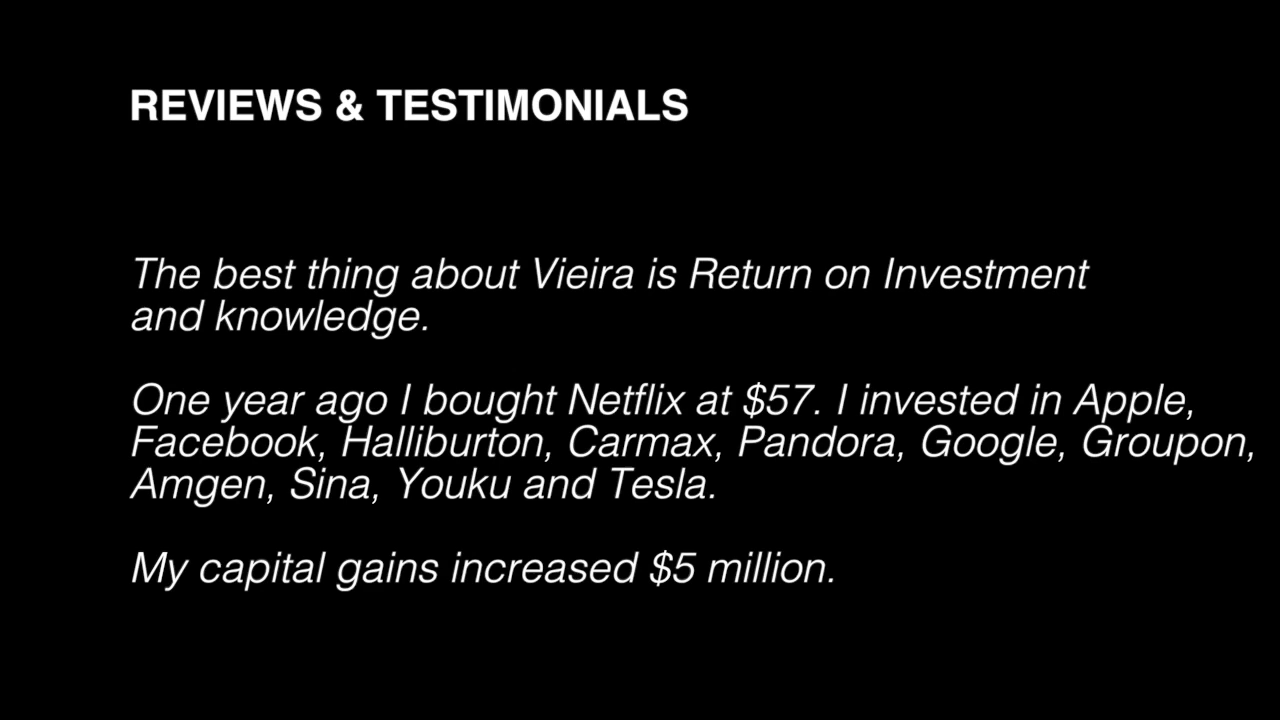 REVIEWS & TESTIMONIALS
The best thing about Vieira is Return on Investment
and knowledge.
One year ago I bought Netflix at $57. I invested in Apple,
Facebook, Halliburton, Carmax, Pandora, Google, Groupon,
Amgen, Sina, Youku and Tesla.
My capital gains increased $5 million.